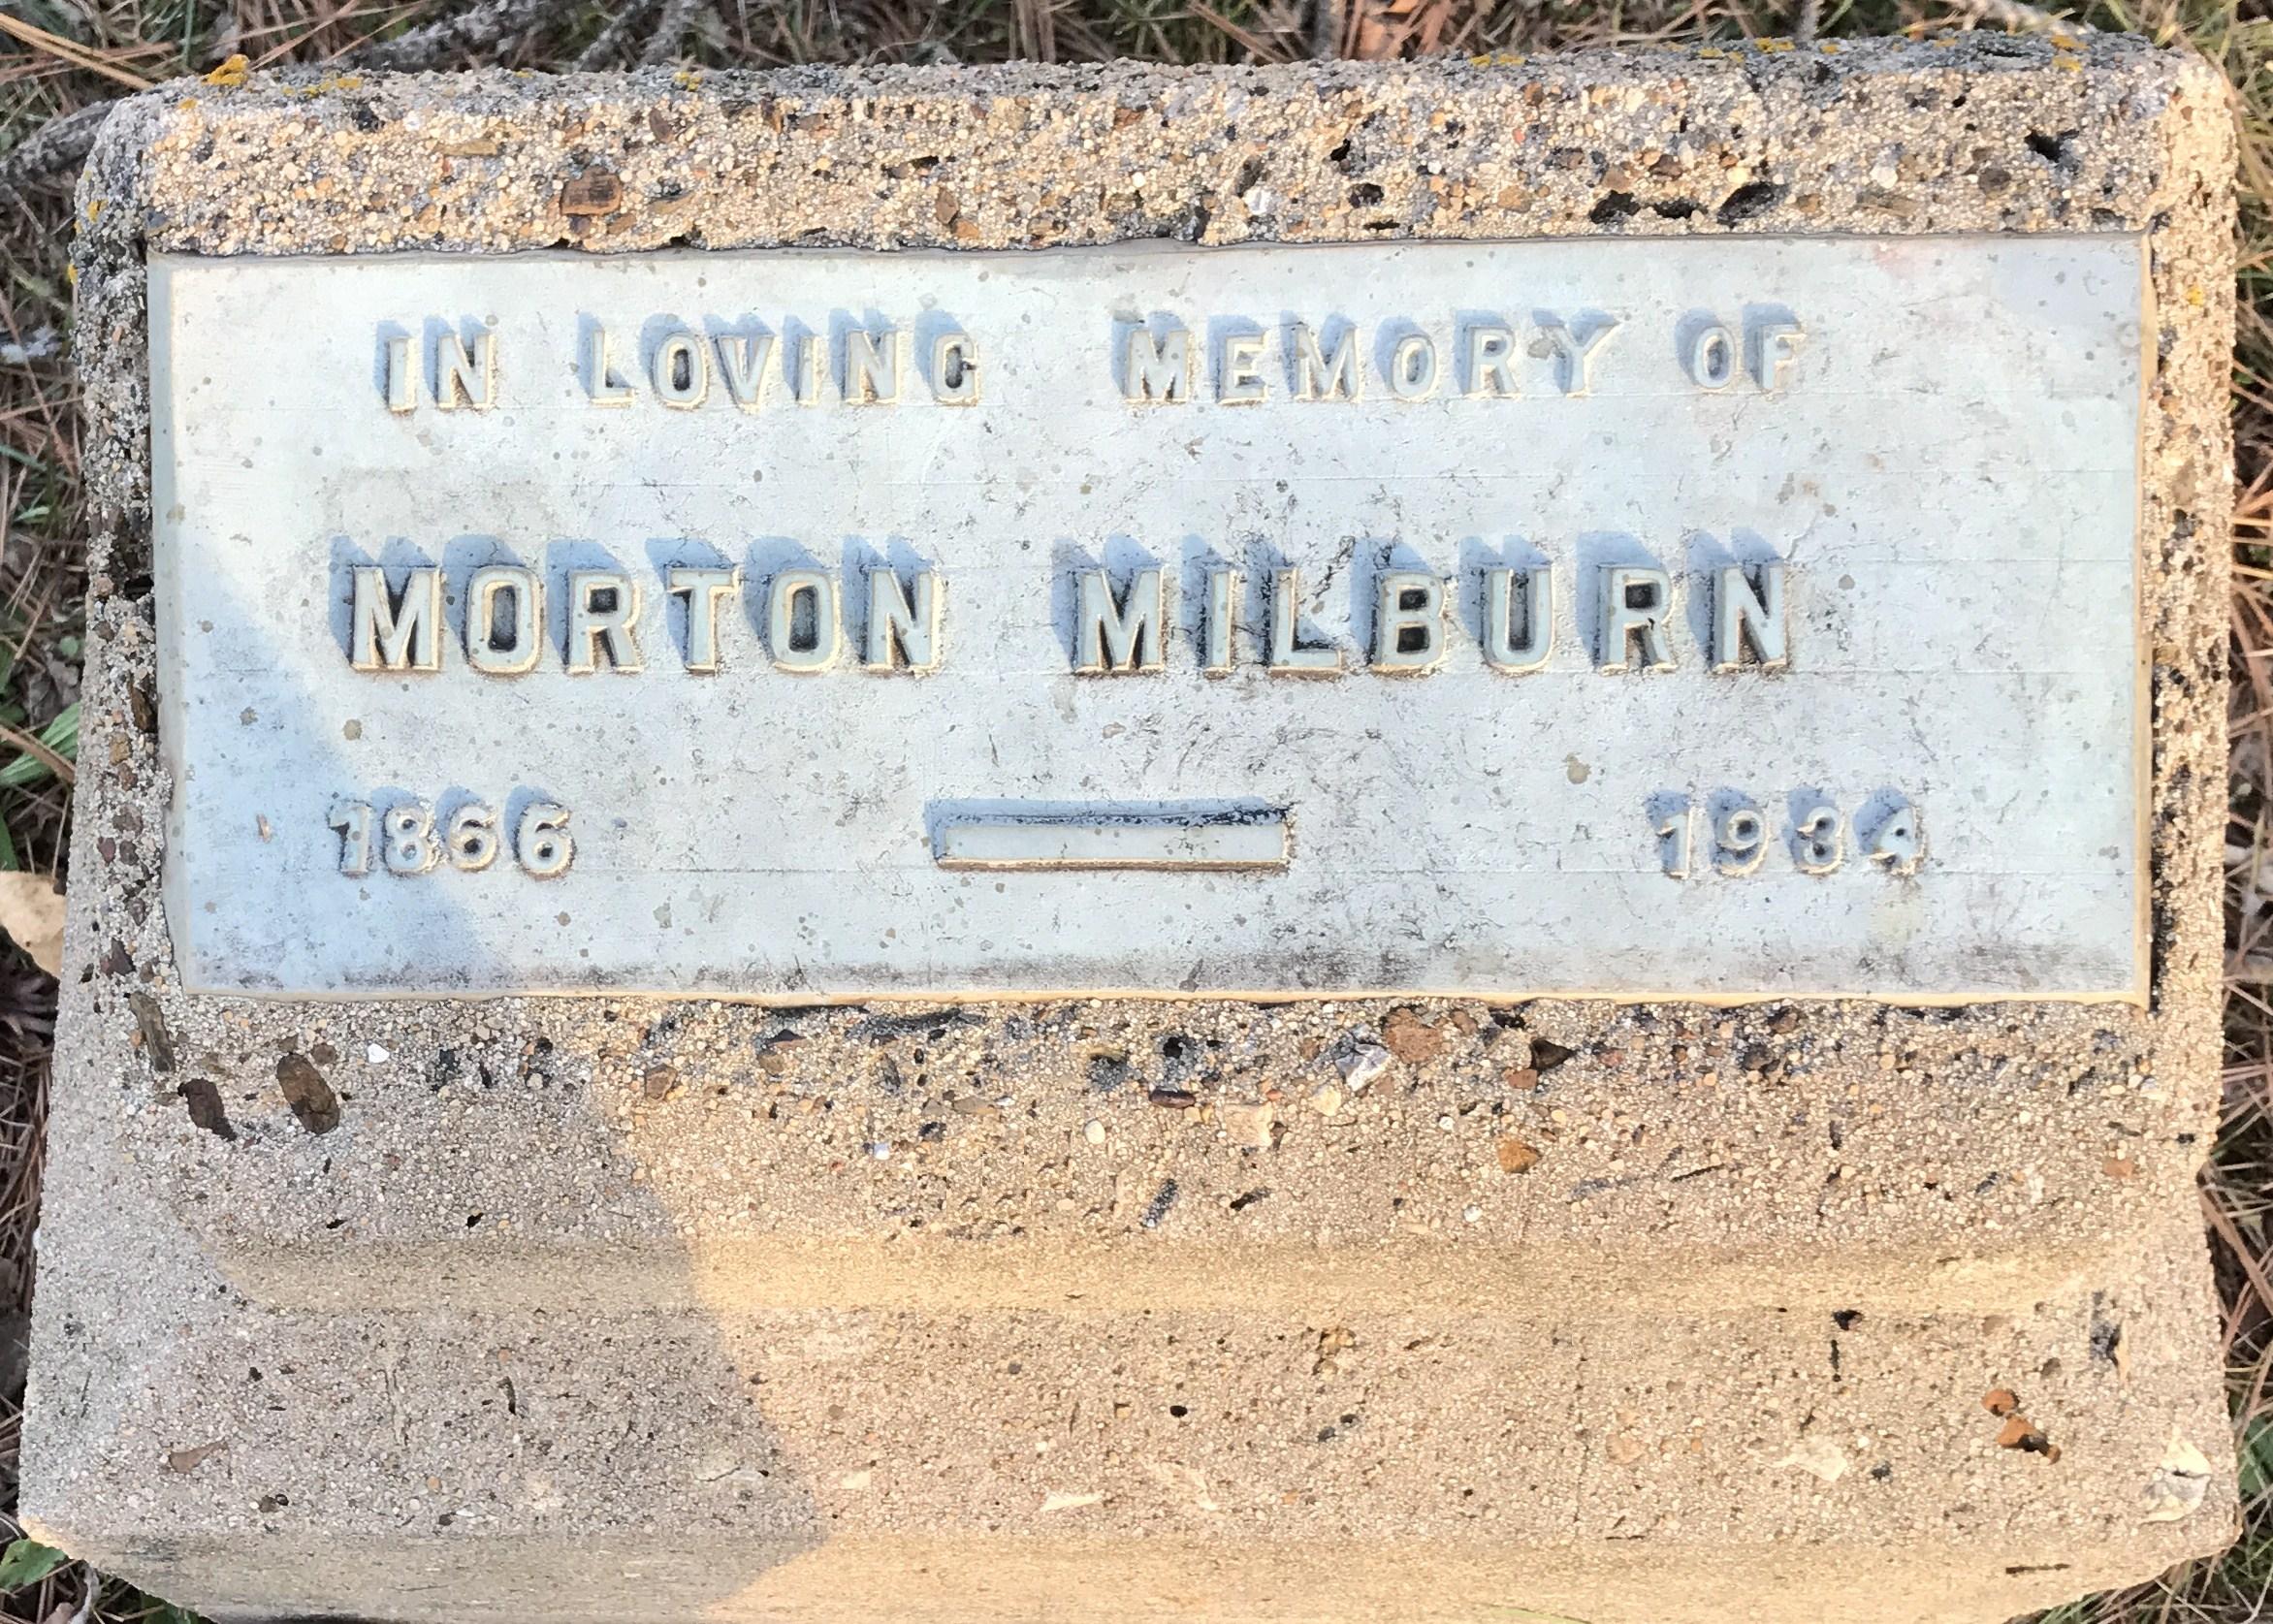 IN LOVING MEMORY OF
MORTON MILBURN
1866 1934